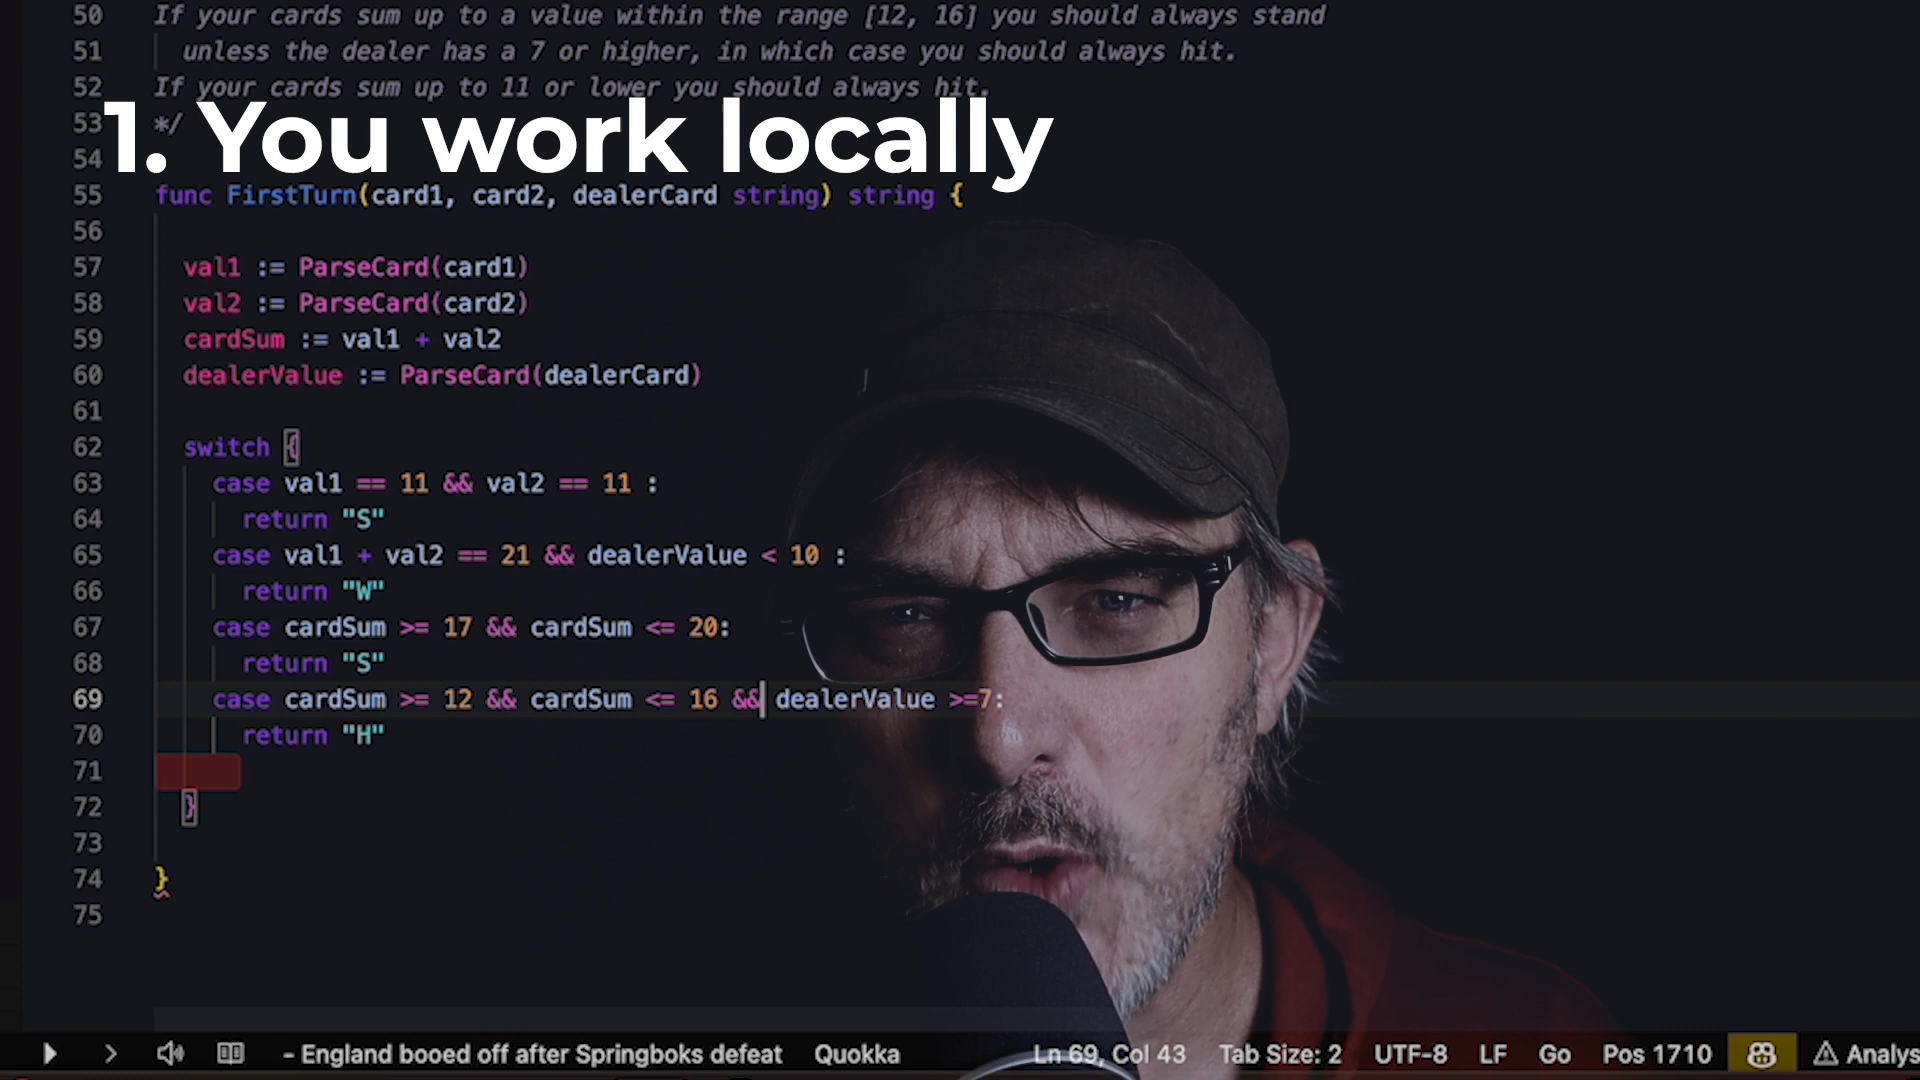 50 If your cards sum up to a value within the range [12, 16] you should always stand
51 unless the dealer has a 7 or higher, in which case you should always hit.
52 If your cards sum up to 11 or lower you should always hit.
1. You work locally
53 */
54
55 func FirstTurn(card1, card2, dealerCard string) string {
56
57 val1 := ParseCard(card1)
58 val2 := ParseCard(card2)
59 cardSum := val1 + val2
60 dealerValue := ParseCard(dealerCard)
61
62 switch {
63 case val1 == 11 && val2 == 11 :
64 return "S"
65 case val1 + val2 == 21 && dealerValue < 10 :
66 return "W"
67 case cardSum >= 17 && cardSum <= 20:
68 return "S"
69 case cardSum >= 12 && cardSum <= 16 && dealerValue >=7:
70 return "H"
71
72 }
73
74 }
75
- England booed off after Springboks defeat Quokka Ln 69, Col 43 Tab Size: 2 UTF-8 LF Go Pos 1710 Analys